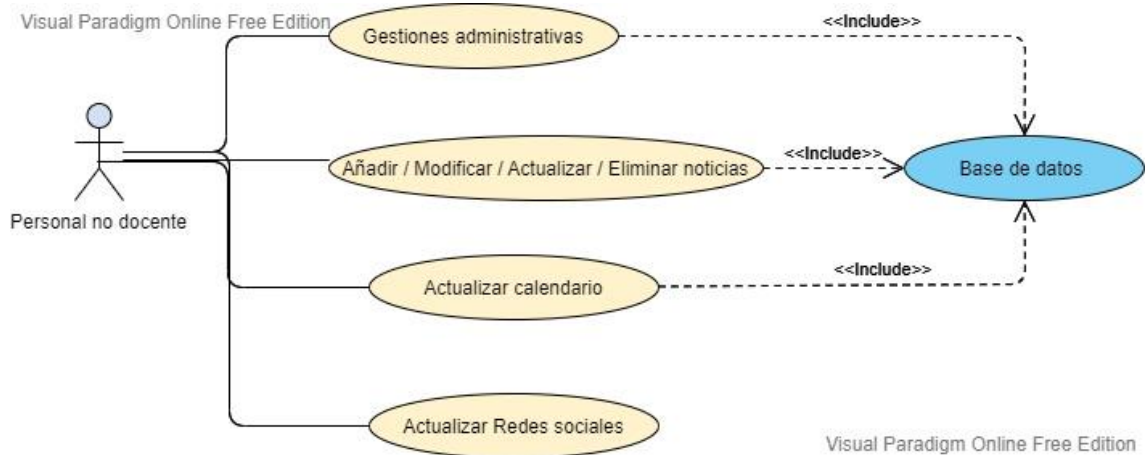 Visual Paradigm Online Free Edition
Gestiones administrativas
<<Include>>
Añadir / Modificar / Actualizar / Eliminar noticias
<<Include>>
Base de datos
Personal no docente
Actualizar calendario
<<Include>>
Actualizar Redes sociales
Visual Paradigm Online Free Edition